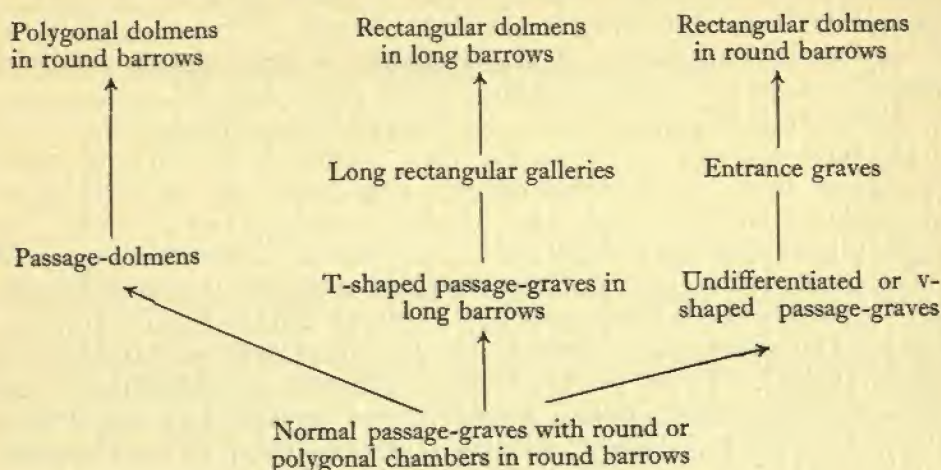 Polygonal dolmens
in round barrows
Rectangular dolmens
in long barrows
Rectangular dolmens
in round barrows
Long rectangular galleries
Entrance graves
Passage-dolmens
T-shaped passage-graves in
long barrows
Undifferentiated or V-
shaped passage-graves
Normal passage-graves with round or
polygonal chambers in round barrows